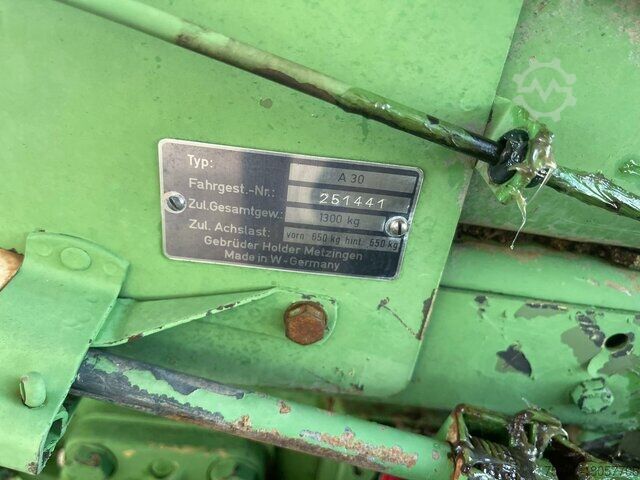 Typ: A 30
Fahrgest.-Nr.: 251441
Zul.Gesamtgew.: 1300 kg
Zul. Achslast: vorn 650 kg hint. 650 kg
Gebrüder Holder Metzingen
Made in W-Germany